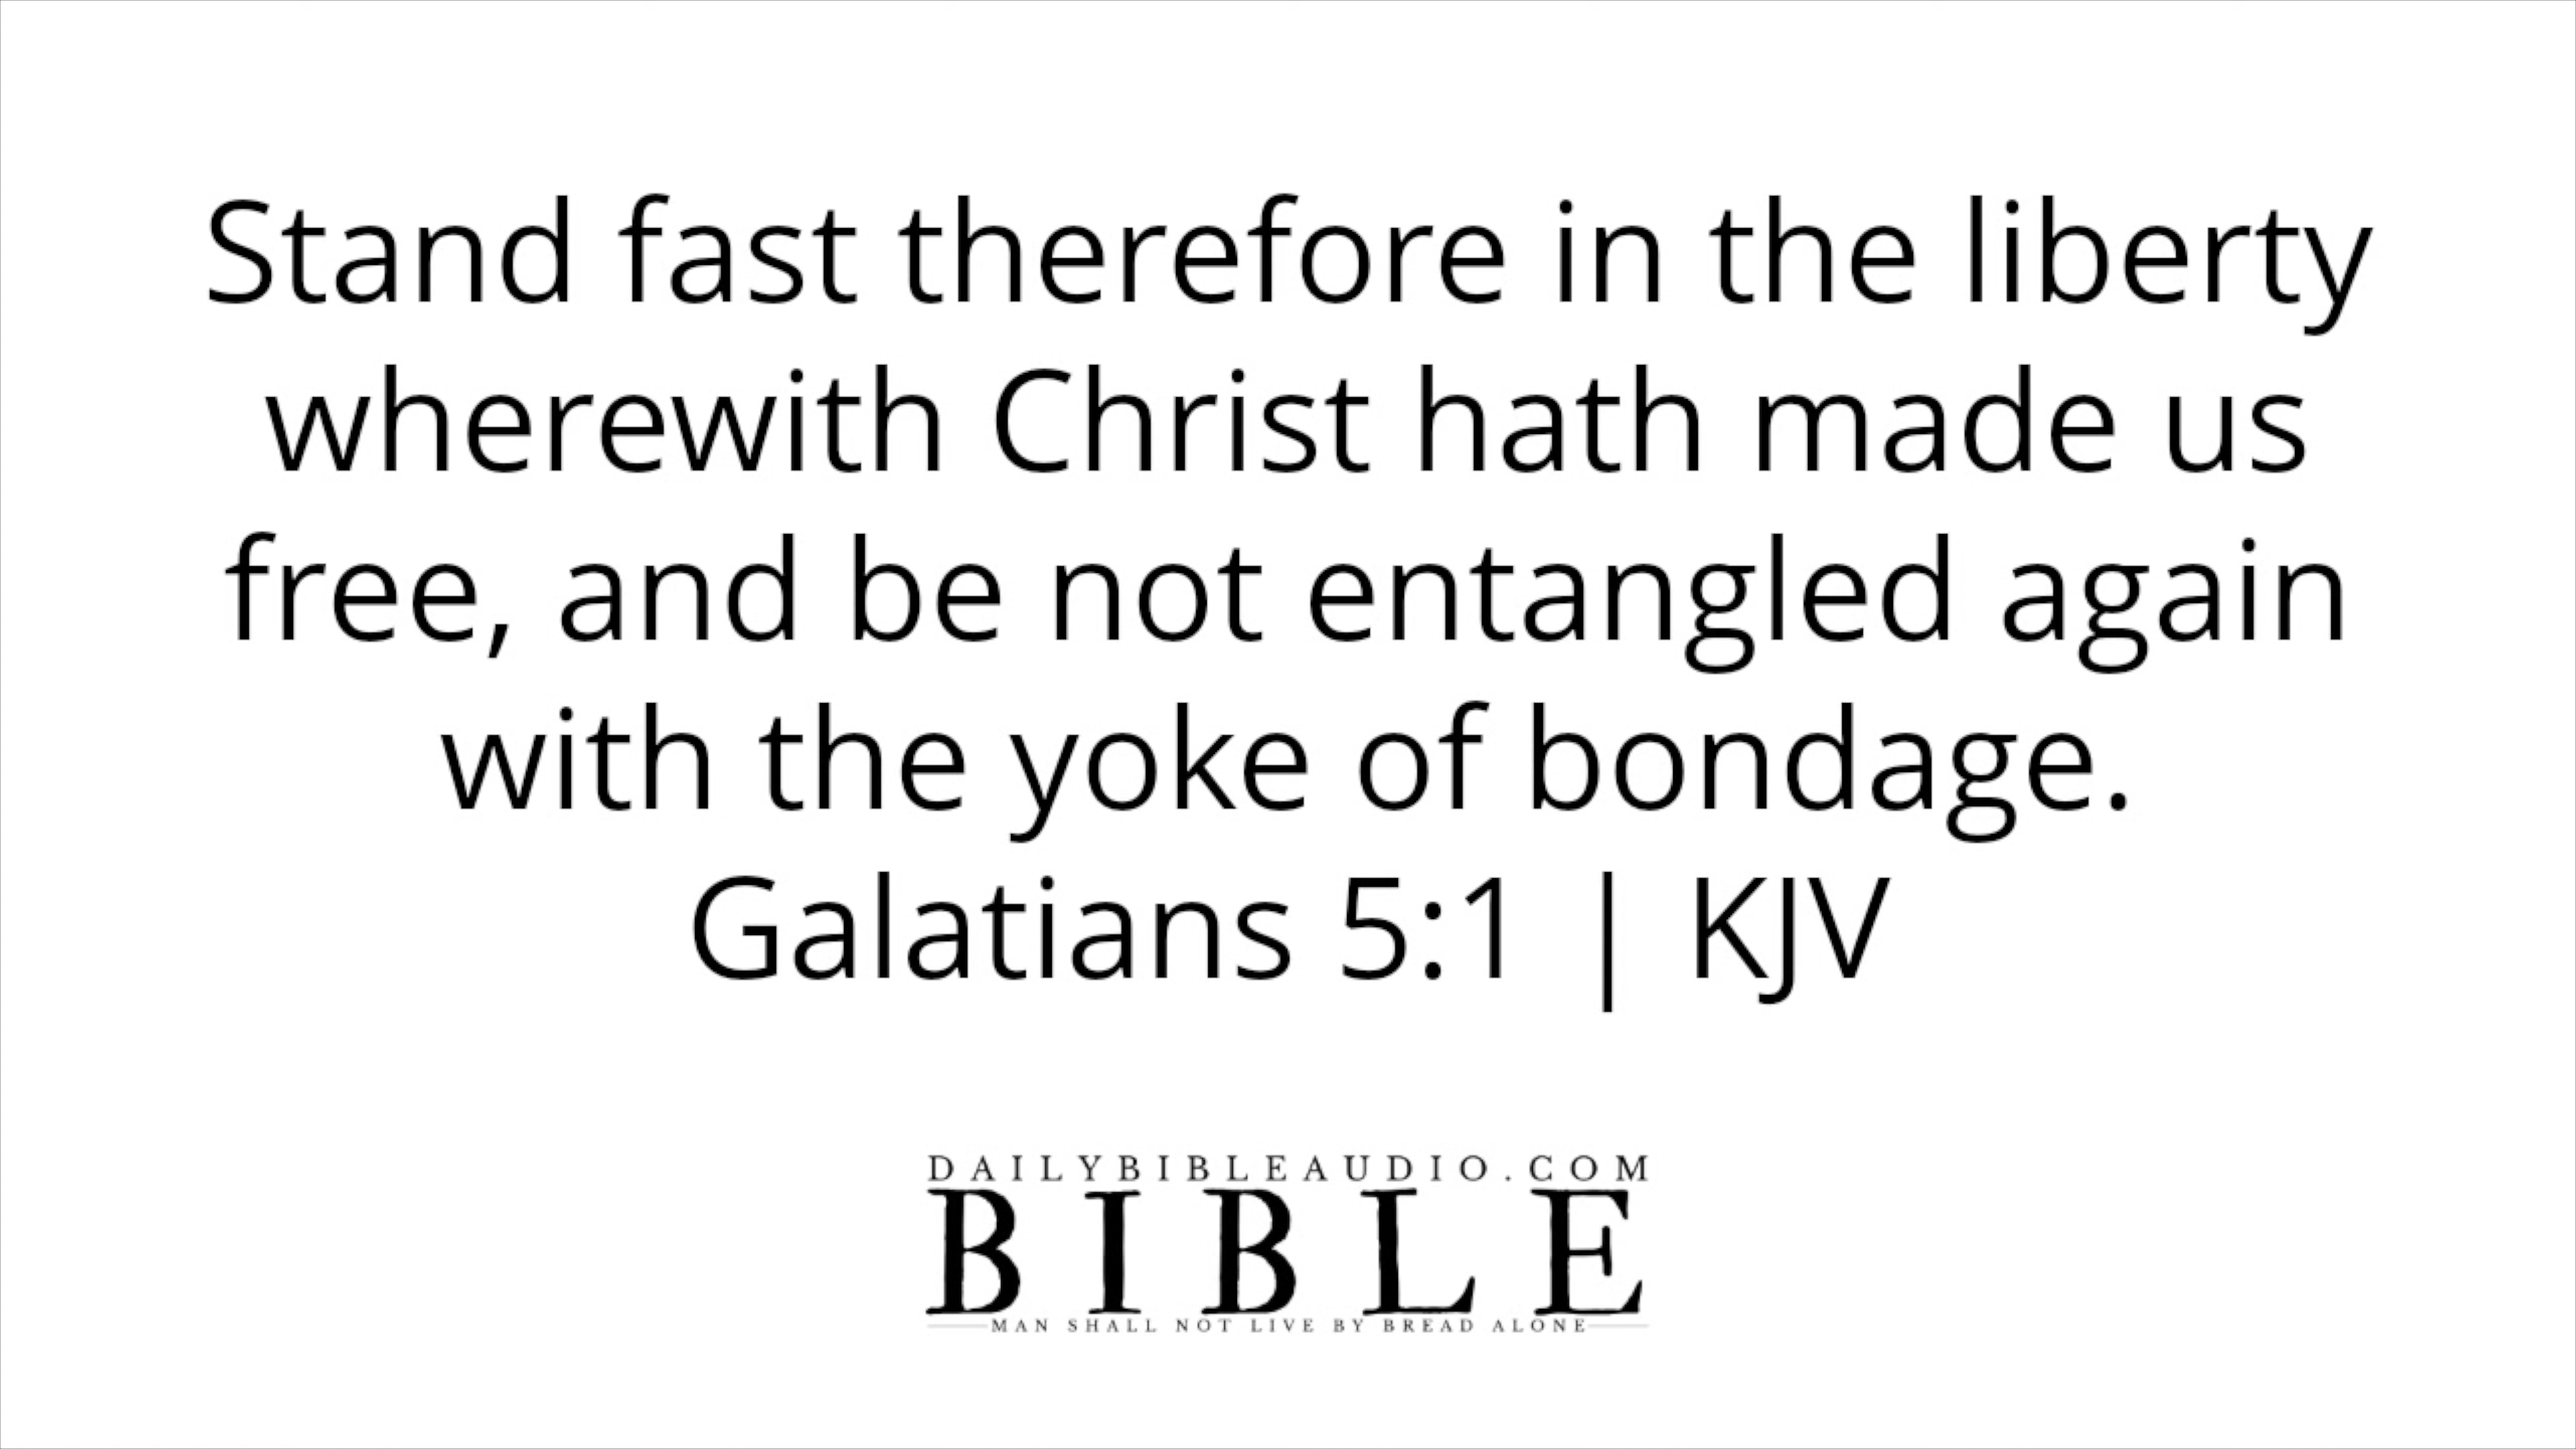 Stand fast therefore in the liberty
wherewith Christ hath made us
free, and be not entangled again
with the yoke of bondage.
Galatians 5:1 | KJV
DAILYBIBLEAUDIO.COM
BIBLE
MAN SHALL NOT LIVE BY BREAD ALONE